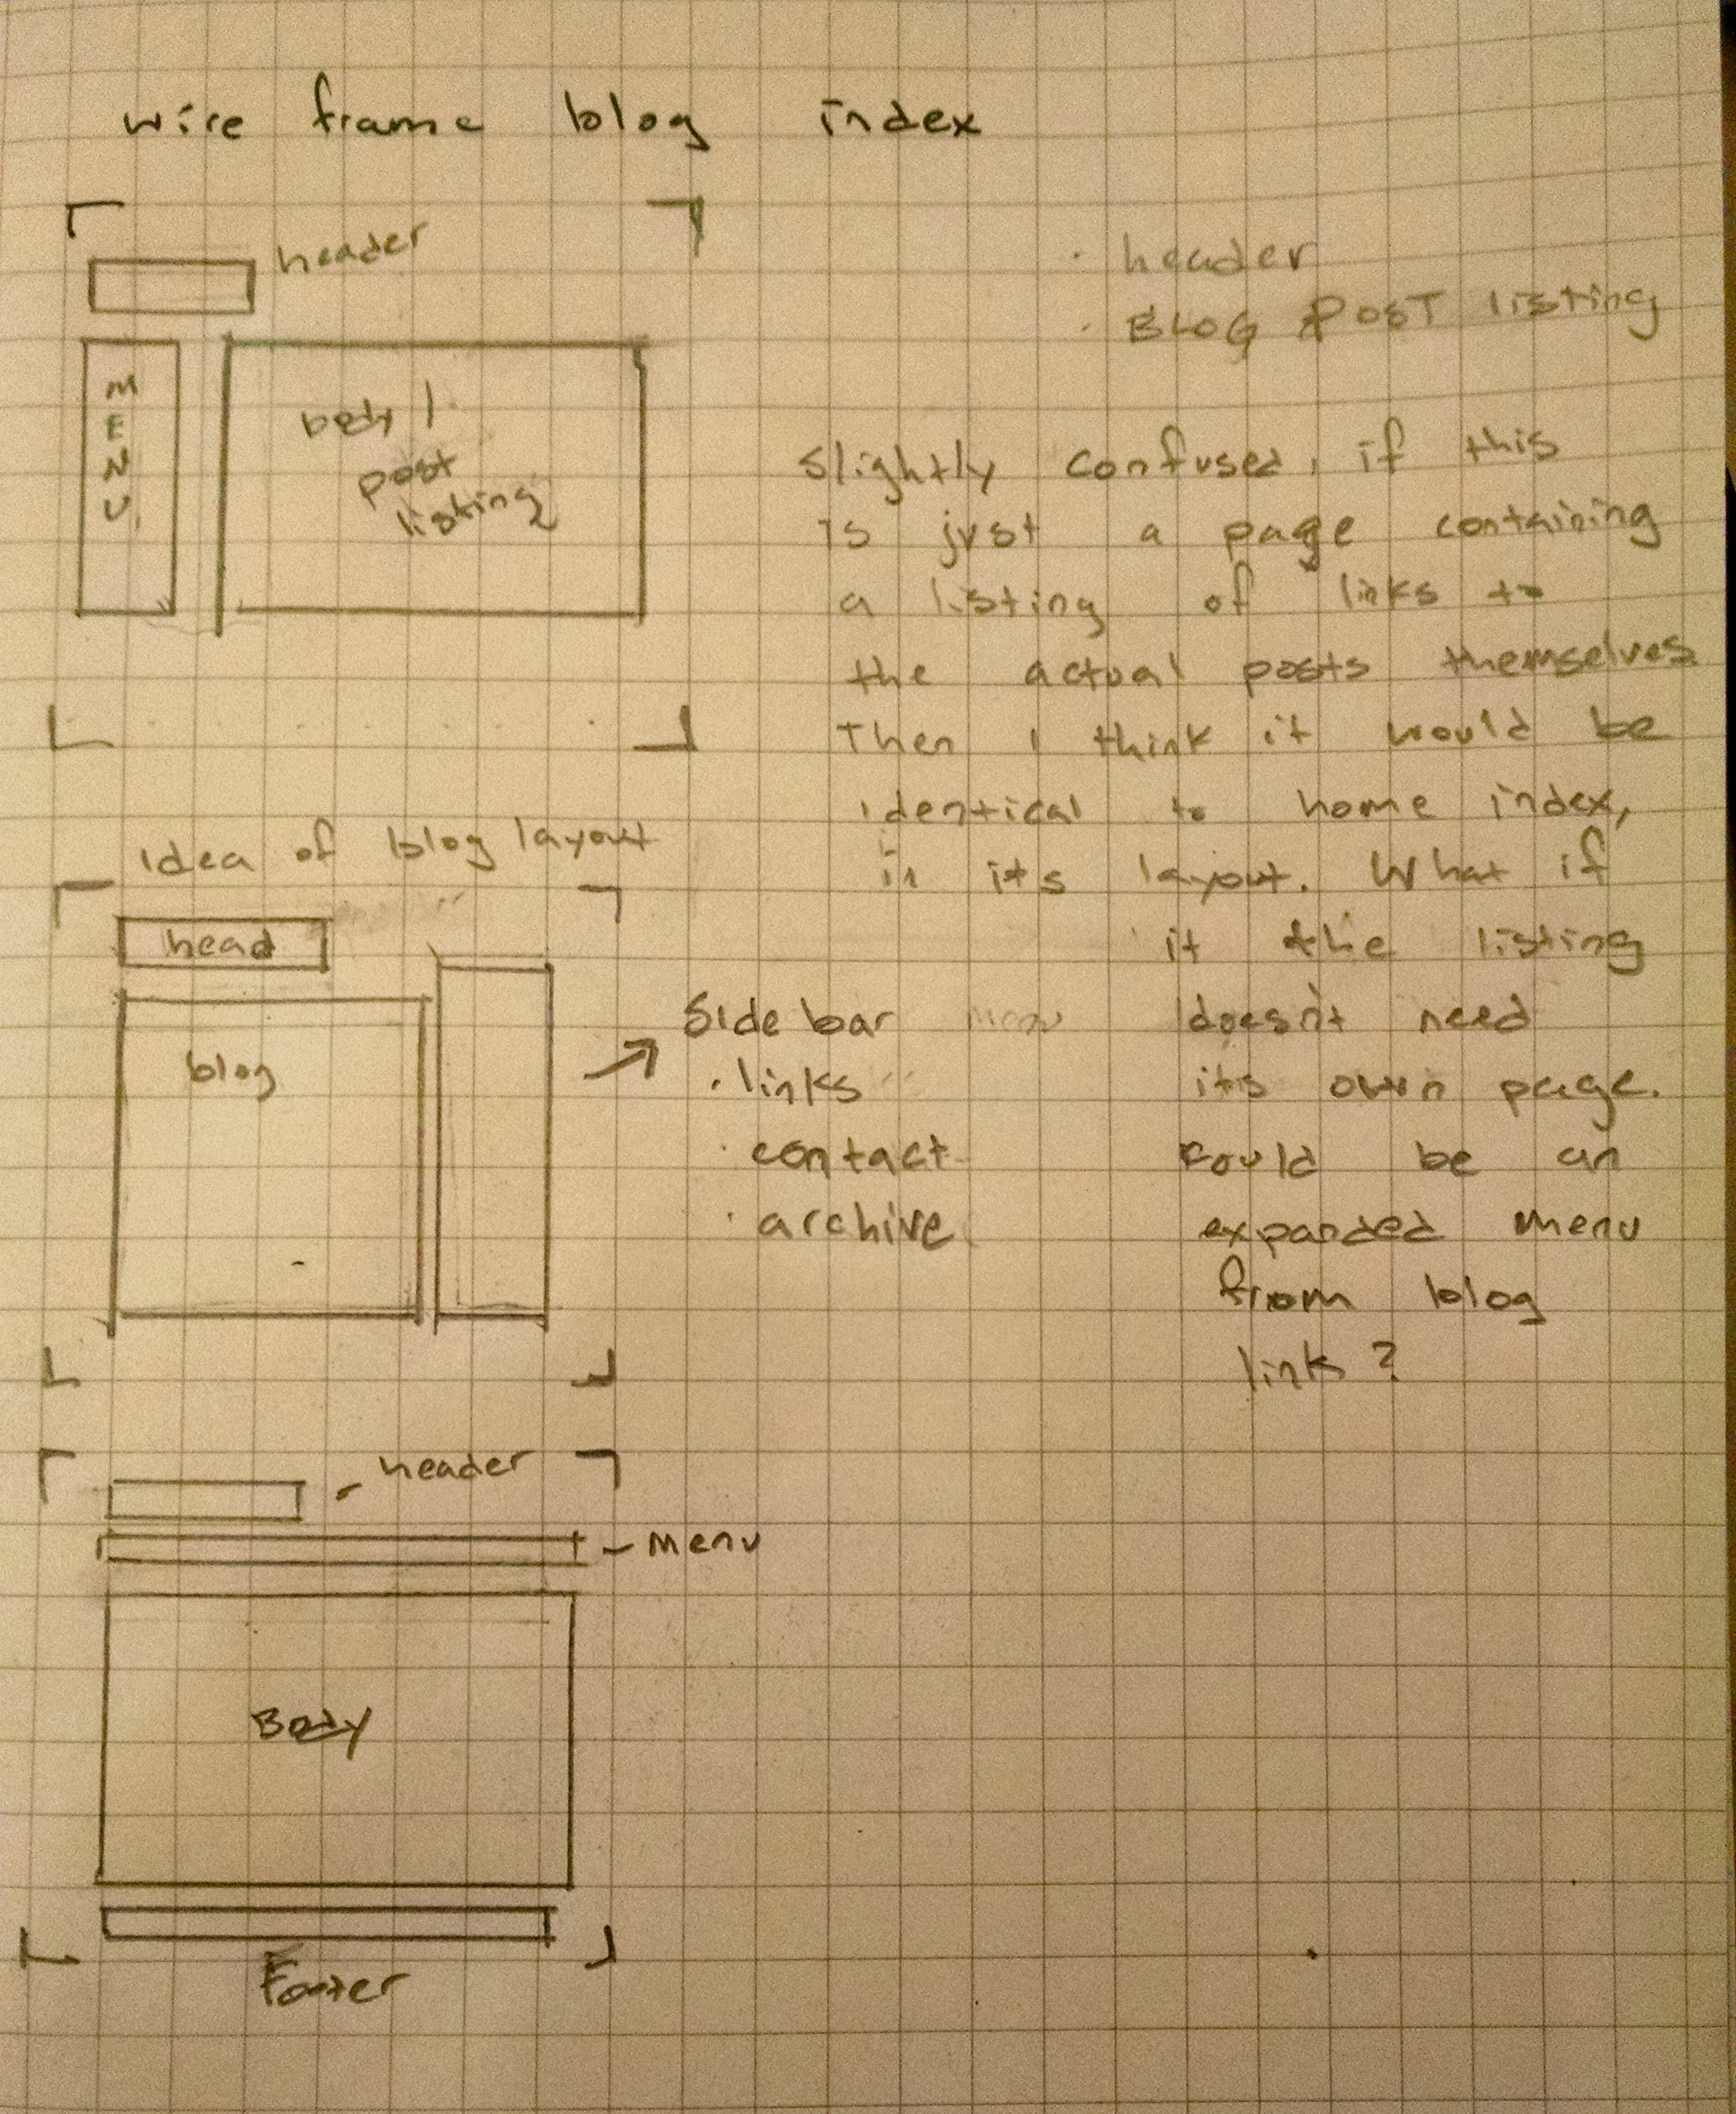 wire frame blog index
header
M
E
N
U
body /
post
listing
· header
· BLOG POST listing
Slightly confused, if this
is just a page containing
a listing of links to
the actual posts themselves.
Then I think it would be
identical to home index,
in its layout. What if
it the listing
doesn't need
its own page.
Could be an
expanded menu
from blog
link?
idea of blog layout
head
blog
Side bar menu
· links
· contact
· archive
- header
- menu
Body
Footer